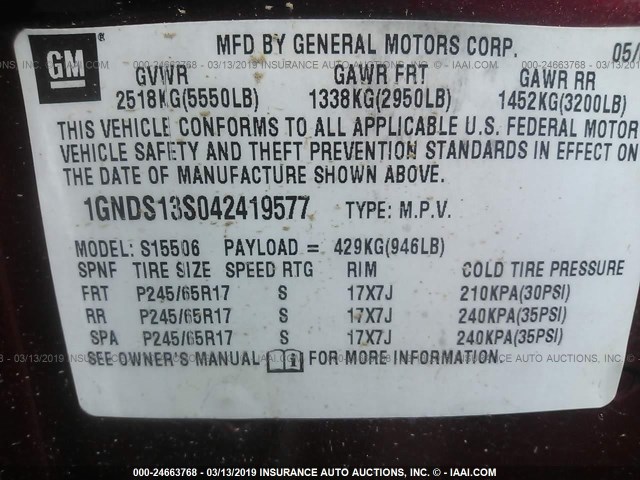 GM ®
MFD BY GENERAL MOTORS CORP. 05/
GVWR GAWR FRT GAWR RR
2518KG(5550LB) 1338KG(2950LB) 1452KG(3200LB)
THIS VEHICLE CONFORMS TO ALL APPLICABLE U.S. FEDERAL MOTOR
VEHICLE SAFETY AND THEFT PREVENTION STANDARDS IN EFFECT ON
THE DATE OF MANUFACTURE SHOWN ABOVE.
1GNDS13S042419577 TYPE: M.P.V.
MODEL: S15506 PAYLOAD = 429KG(946LB)
SPNF TIRE SIZE SPEED RTG RIM COLD TIRE PRESSURE
FRT P245/65R17 S 17X7J 210KPA(30PSI)
RR P245/65R17 S 17X7J 240KPA(35PSI)
SPA P245/65R17 S 17X7J 240KPA(35PSI)
SEE OWNER'S MANUAL i FOR MORE INFORMATION.
000-24663768 - 03/13/2019 INSURANCE AUTO AUCTIONS, INC. - IAAI.COM